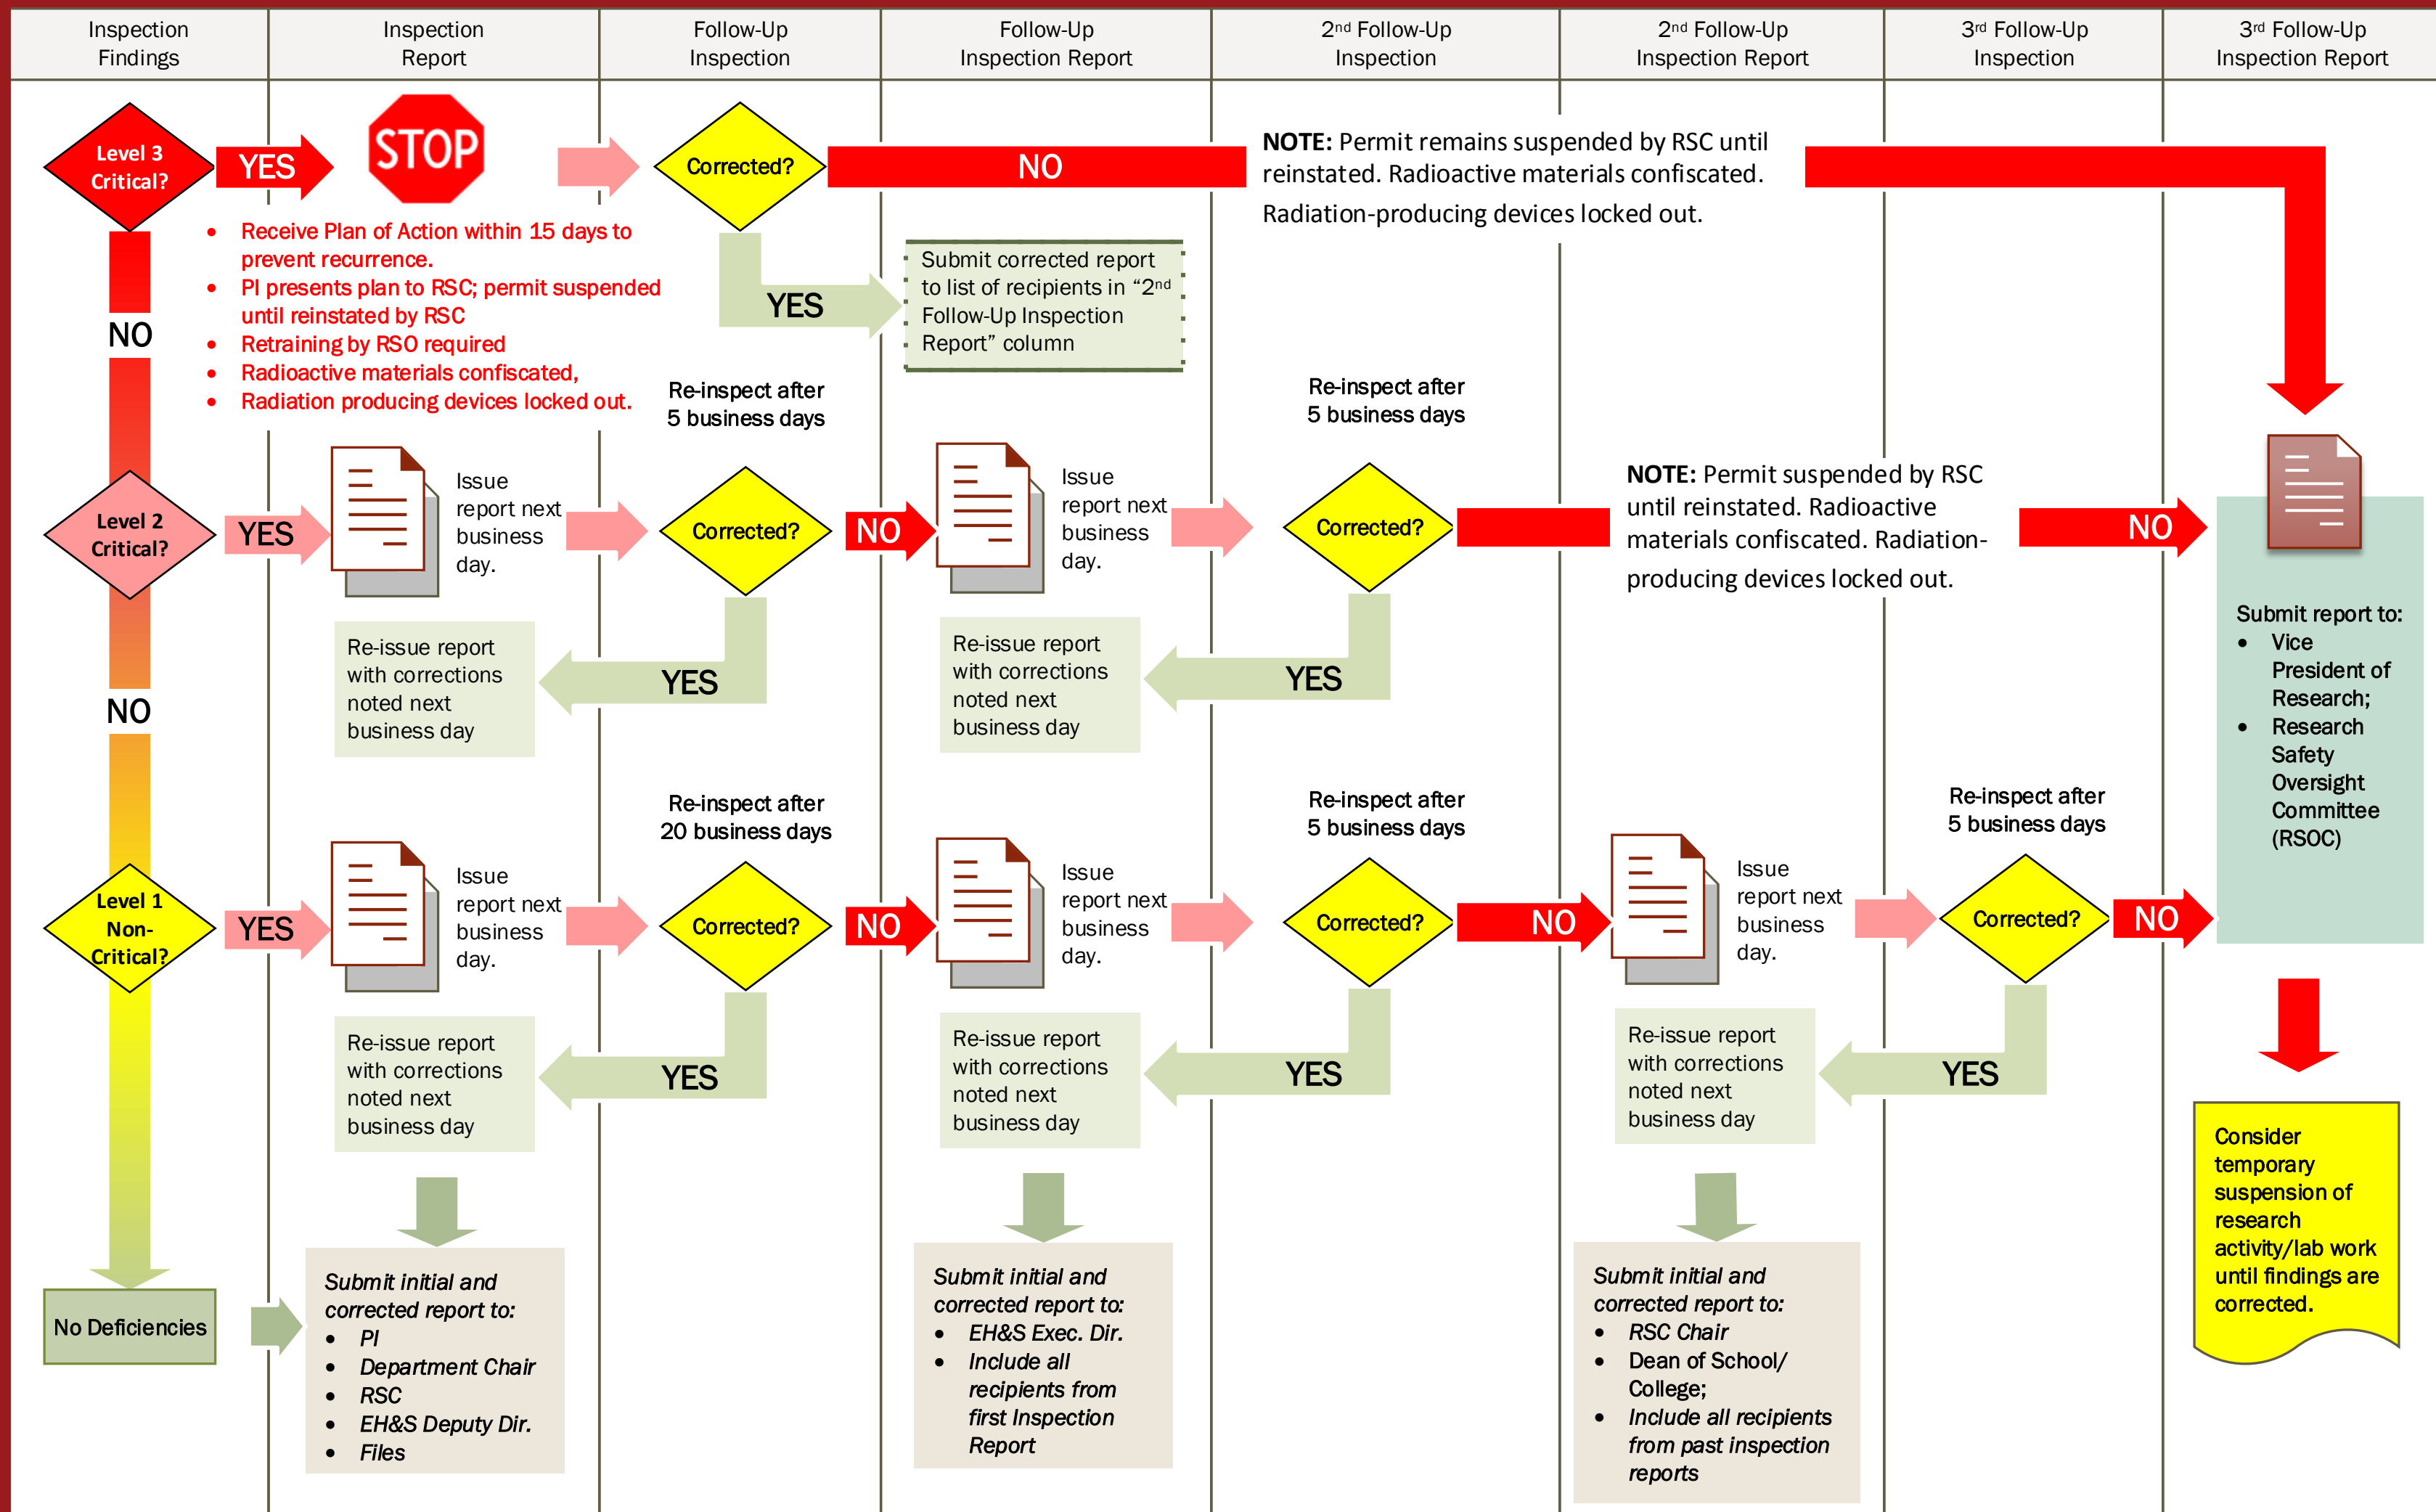 Inspection
Findings
Inspection
Report
Follow-Up
Inspection
Follow-Up
Inspection Report
2nd Follow-Up
Inspection
2nd Follow-Up
Inspection Report
3rd Follow-Up
Inspection
3rd Follow-Up
Inspection Report
Level 3
Critical?
YES
STOP
Corrected?
NO
NOTE: Permit remains suspended by RSC until
reinstated. Radioactive materials confiscated.
Radiation-producing devices locked out.
• Receive Plan of Action within 15 days to
prevent recurrence.
• PI presents plan to RSC; permit suspended
until reinstated by RSC
• Retraining by RSO required
• Radioactive materials confiscated,
• Radiation producing devices locked out.
YES
Submit corrected report
to list of recipients in “2nd
Follow-Up Inspection
Report” column
NO
Re-inspect after
5 business days
Re-inspect after
5 business days
Level 2
Critical?
YES
Issue
report next
business
day.
Corrected?
NO
Issue
report next
business
day.
Corrected?
NOTE: Permit suspended by RSC
until reinstated. Radioactive
materials confiscated. Radiation-
producing devices locked out.
NO
Re-issue report
with corrections
noted next
business day
YES
Re-issue report
with corrections
noted next
business day
YES
Submit report to:
• Vice
President of
Research;
• Research
Safety
Oversight
Committee
(RSOC)
NO
Re-inspect after
20 business days
Re-inspect after
5 business days
Re-inspect after
5 business days
Level 1
Non-
Critical?
YES
Issue
report next
business
day.
Corrected?
NO
Issue
report next
business
day.
Corrected?
NO
Issue
report next
business
day.
Corrected?
NO
Re-issue report
with corrections
noted next
business day
YES
Re-issue report
with corrections
noted next
business day
YES
Re-issue report
with corrections
noted next
business day
YES
Consider
temporary
suspension of
research
activity/lab work
until findings are
corrected.
No Deficiencies
Submit initial and
corrected report to:
• PI
• Department Chair
• RSC
• EH&S Deputy Dir.
• Files
Submit initial and
corrected report to:
• EH&S Exec. Dir.
• Include all
recipients from
first Inspection
Report
Submit initial and
corrected report to:
• RSC Chair
• Dean of School/
College;
• Include all recipients
from past inspection
reports